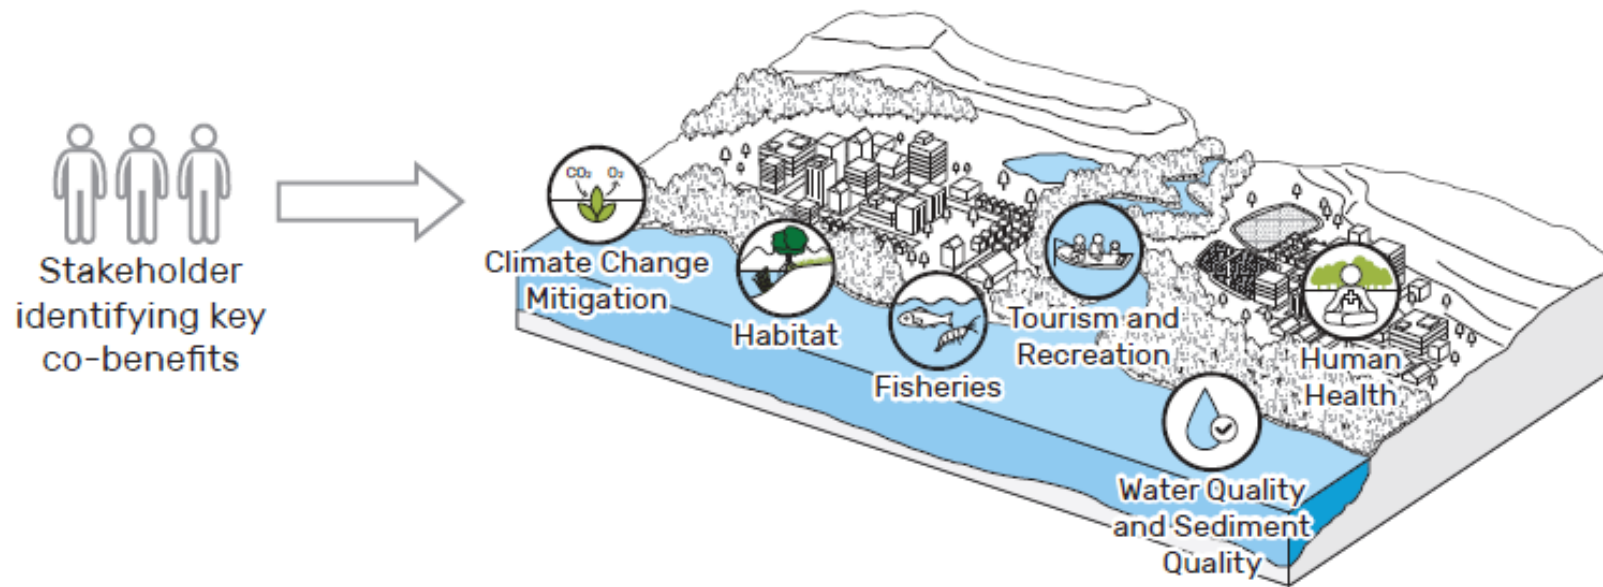 Stakeholder
identifying key
co-benefits
CO₂ O₂
Climate Change
Mitigation
Habitat
Fisheries
Tourism and
Recreation
Human
Health
Water Quality
and Sediment
Quality